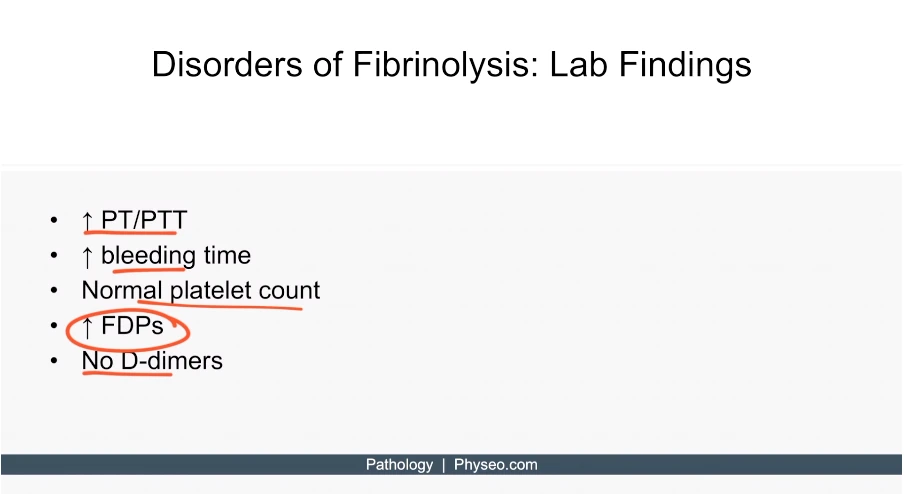 Disorders of Fibrinolysis: Lab Findings
• ↑ PT/PTT
• ↑ bleeding time
• Normal platelet count
• ↑ FDPs
• No D-dimers
Pathology | Physeo.com